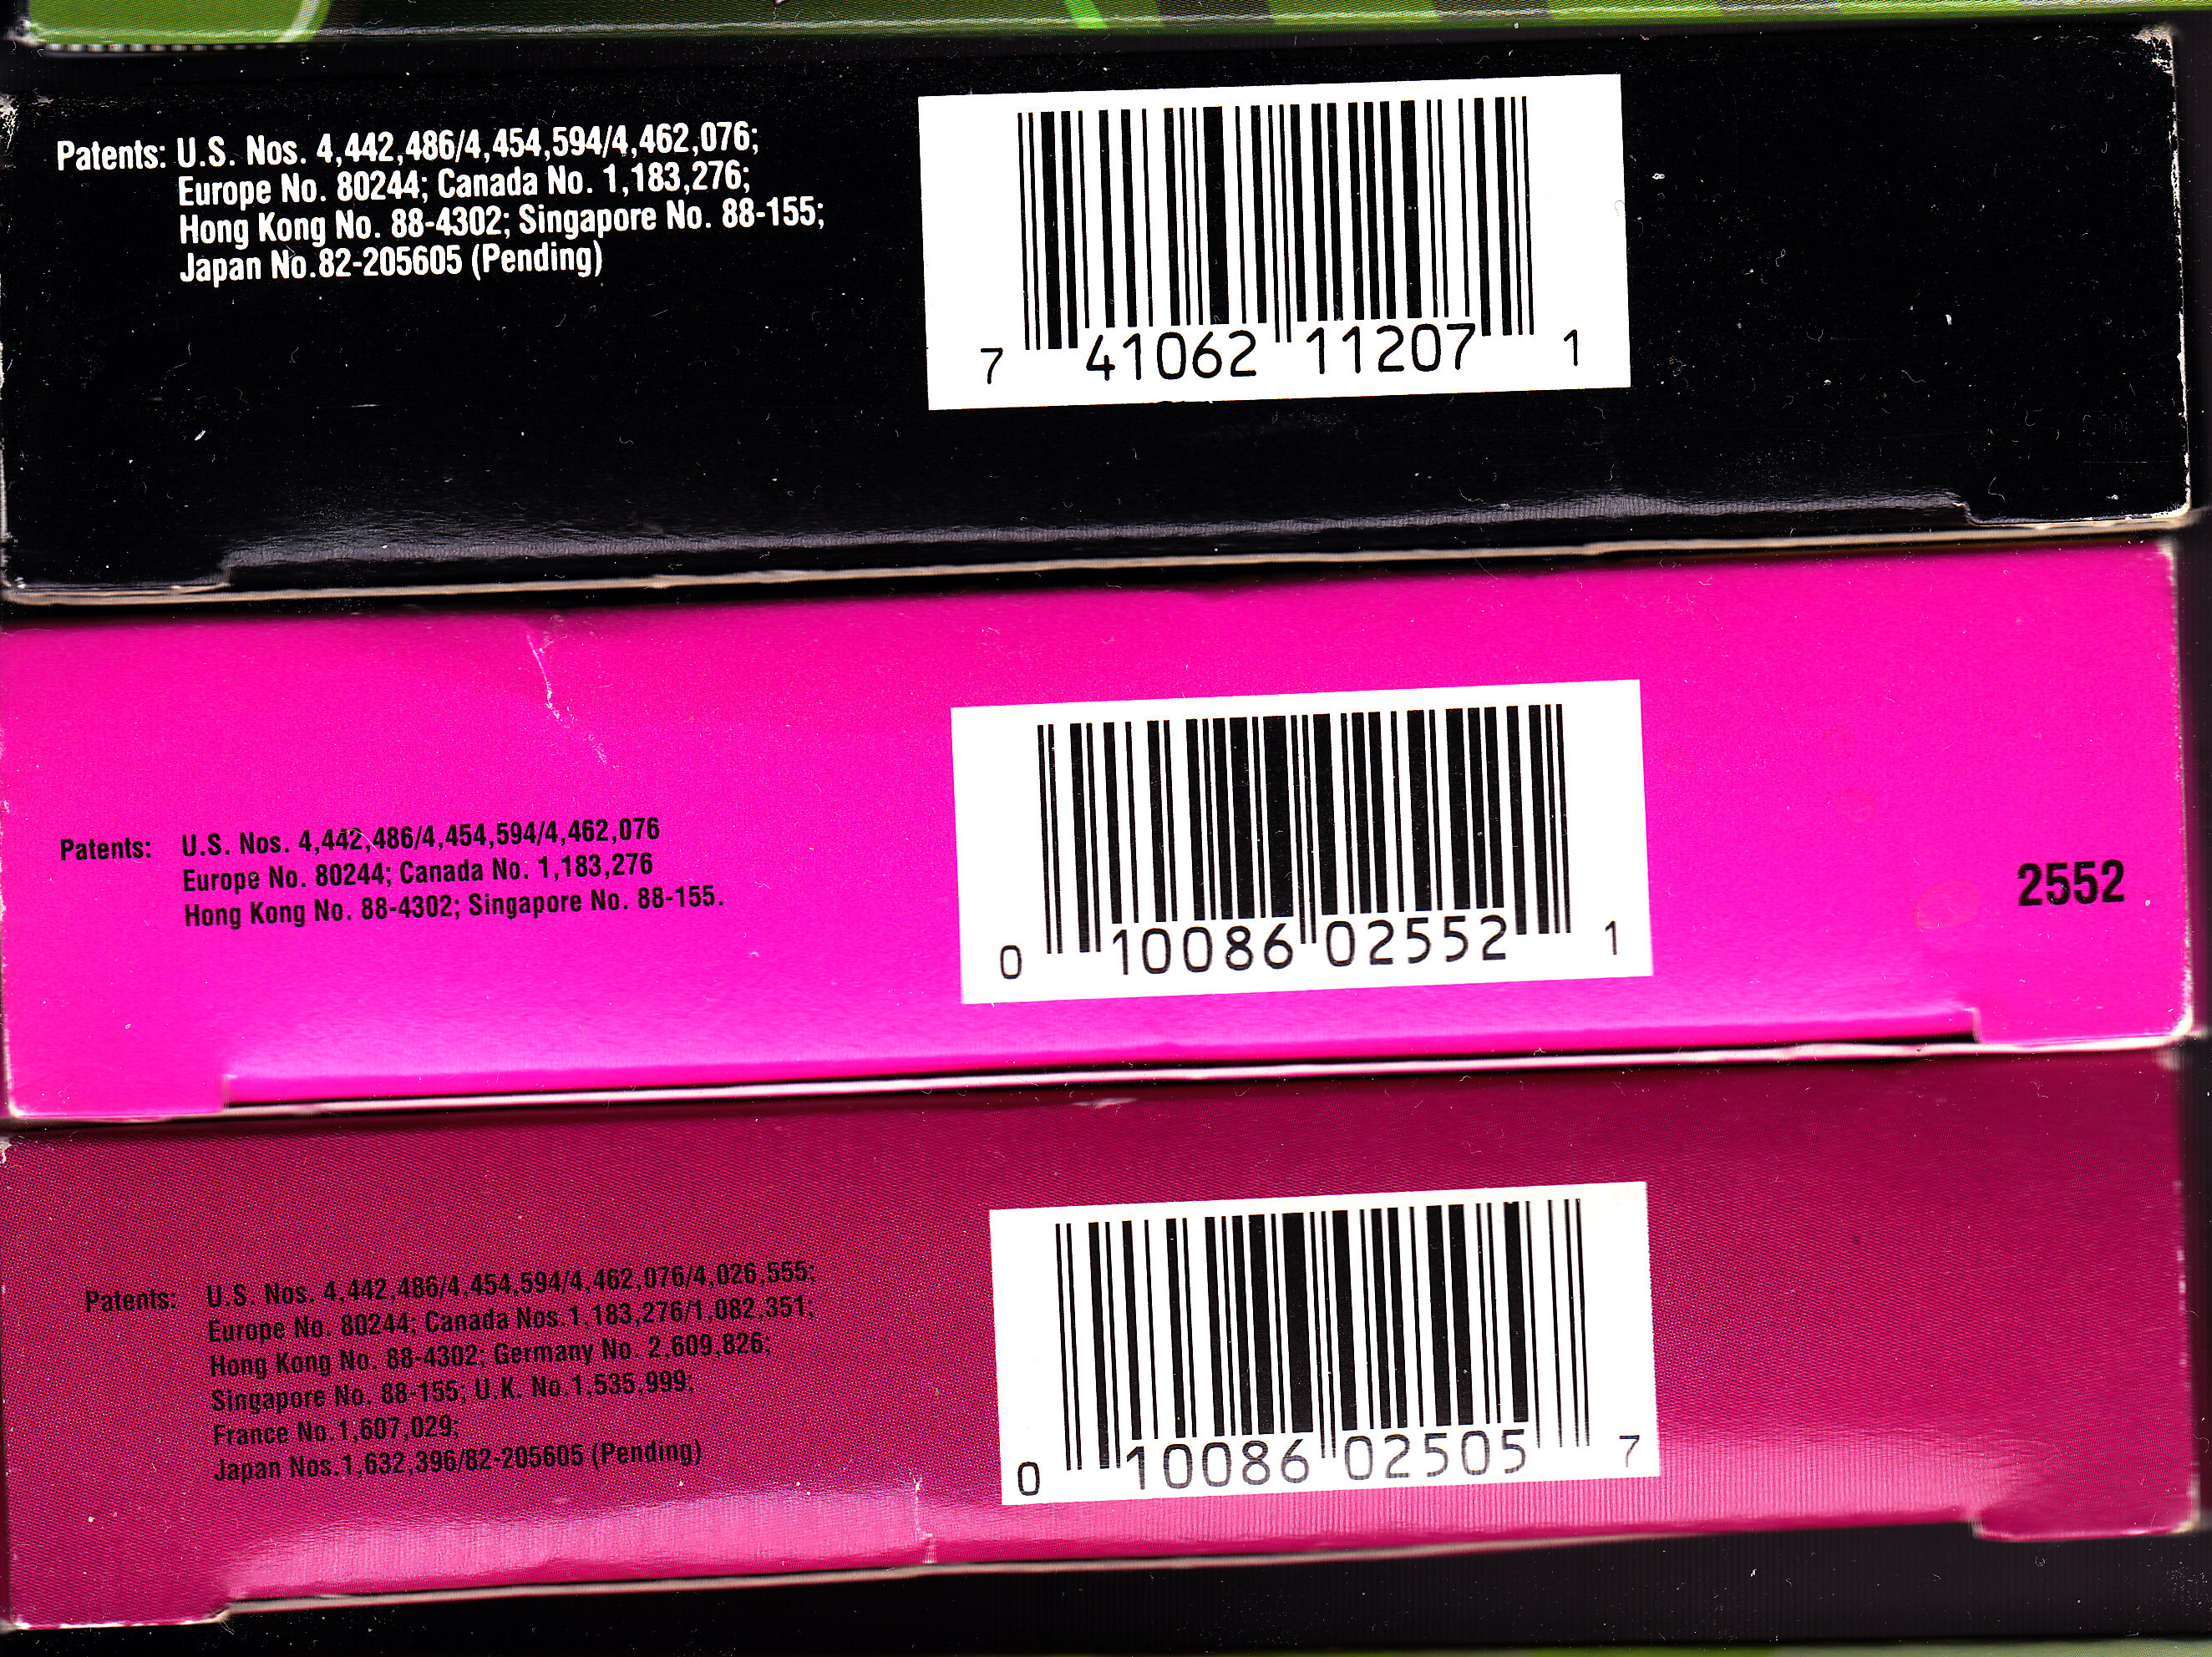 Patents: U.S. Nos. 4,442,486/4,454,594/4,462,076;
Europe No. 80244; Canada No. 1,183,276;
Hong Kong No. 88-4302; Singapore No. 88-155;
Japan No.82-205605 (Pending)
7 41062 11207 1
Patents: U.S. Nos. 4,442,486/4,454,594/4,462,076
Europe No. 80244; Canada No. 1,183,276
Hong Kong No. 88-4302; Singapore No. 88-155.
0 10086 02552 1
2552
Patents: U.S. Nos. 4,442,486/4,454,594/4,462,076/4,026,555;
Europe No. 80244; Canada Nos.1,183,276/1,082,351;
Hong Kong No. 88-4302; Germany No. 2,609,826;
Singapore No. 88-155; U.K. No.1,535,999;
France No.1,607,029;
Japan Nos.1,632,396/82-205605 (Pending)
0 10086 02505 7